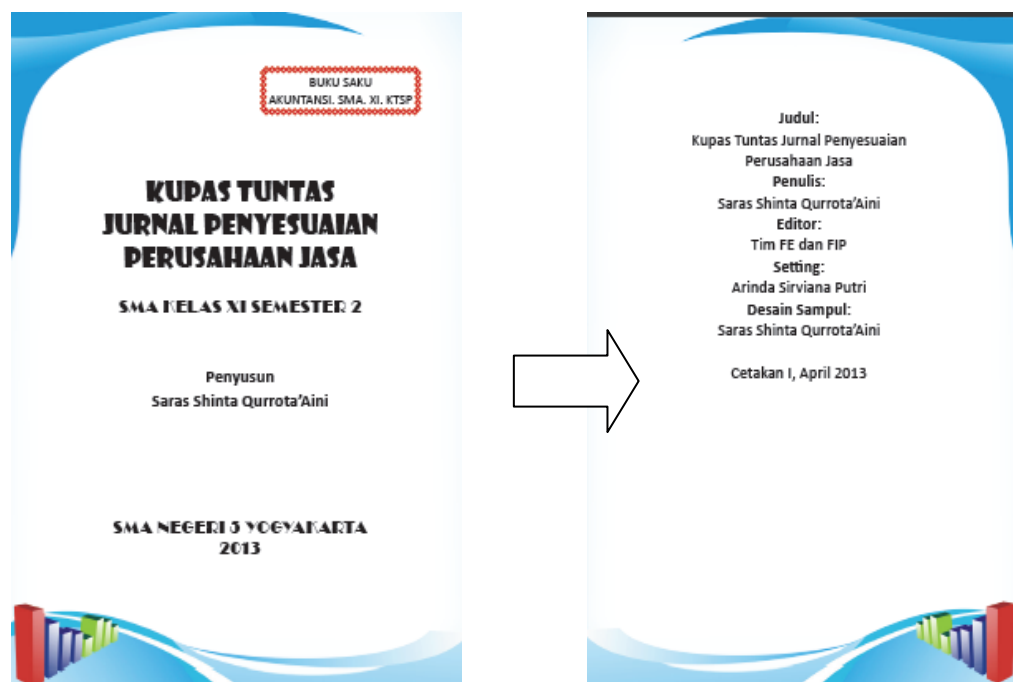 BUKU SAKU
AKUNTANSI. SMA. XI. KTSP
KUPAS TUNTAS
JURNAL PENYESUAIAN
PERUSAHAAN JASA
SMA KELAS XI SEMESTER 2
Penyusun
Saras Shinta Qurrota’Aini
SMA NEGERI 5 YOGYAKARTA
2013
Judul:
Kupas Tuntas Jurnal Penyesuaian
Perusahaan Jasa
Penulis:
Saras Shinta Qurrota’Aini
Editor:
Tim FE dan FIP
Setting:
Arinda Sirviana Putri
Desain Sampul:
Saras Shinta Qurrota’Aini
Cetakan I, April 2013